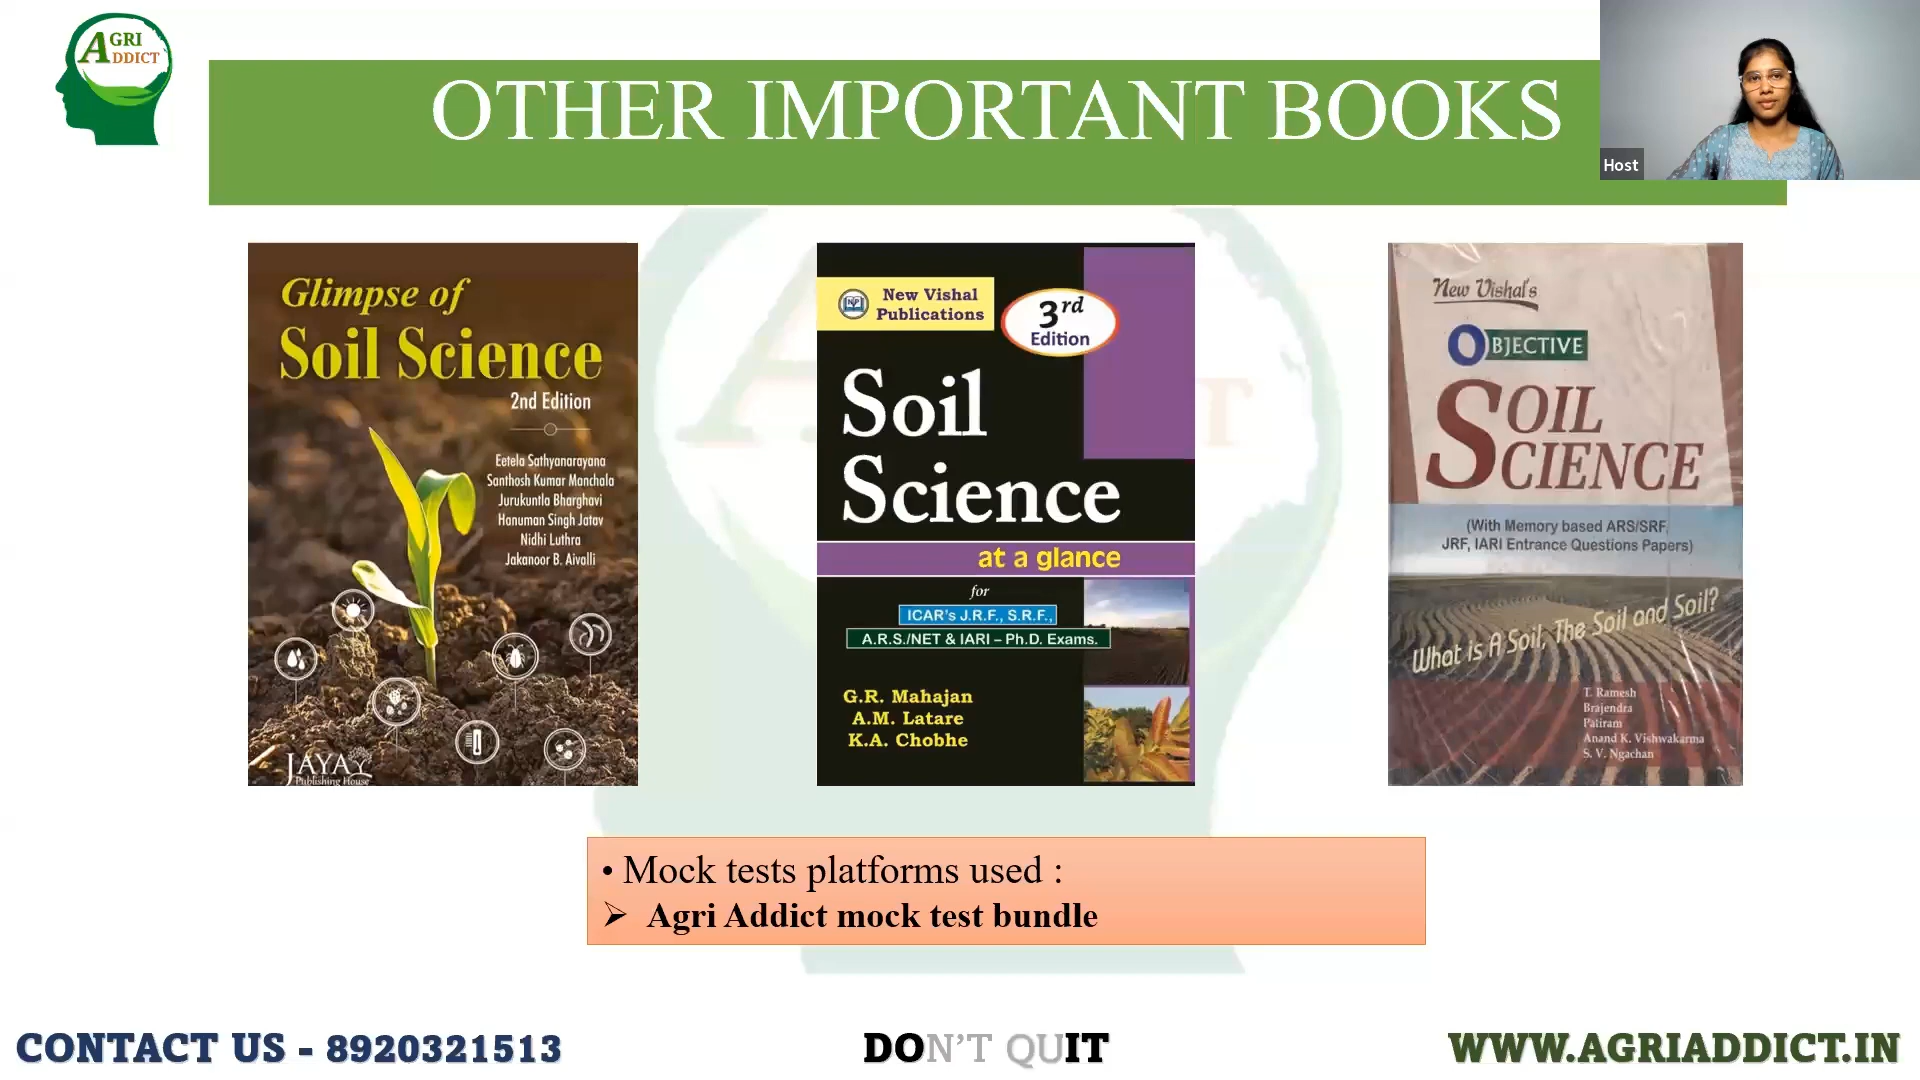 AGRI
ADDICT
OTHER IMPORTANT BOOKS
Host
Glimpse of
Soil Science
2nd Edition
Eetela Sathyanarayana
Santhosh Kumar Manchala
Jurukuntla Bharghavi
Hanuman Singh Jatav
Nidhi Luthra
Jakanoor B. Aivalli
JAYA
Publishing House
New Vishal
Publications
3rd
Edition
Soil
Science
at a glance
for
ICAR's J.R.F., S.R.F.,
A.R.S./NET & IARI – Ph.D. Exams.
G.R. Mahajan
A.M. Latare
K.A. Chobhe
New Vishal's
OBJECTIVE
SOIL
SCIENCE
(With Memory based ARS/SRF,
JRF, IARI Entrance Questions Papers)
What is A Soil, The Soil and Soil?
T. Ramesh
Brajendra
Patiram
Anand K. Vishwakarma
S. V. Ngachan
• Mock tests platforms used :
➢ Agri Addict mock test bundle
CONTACT US - 8920321513
DON'T QUIT
WWW.AGRIADDICT.IN